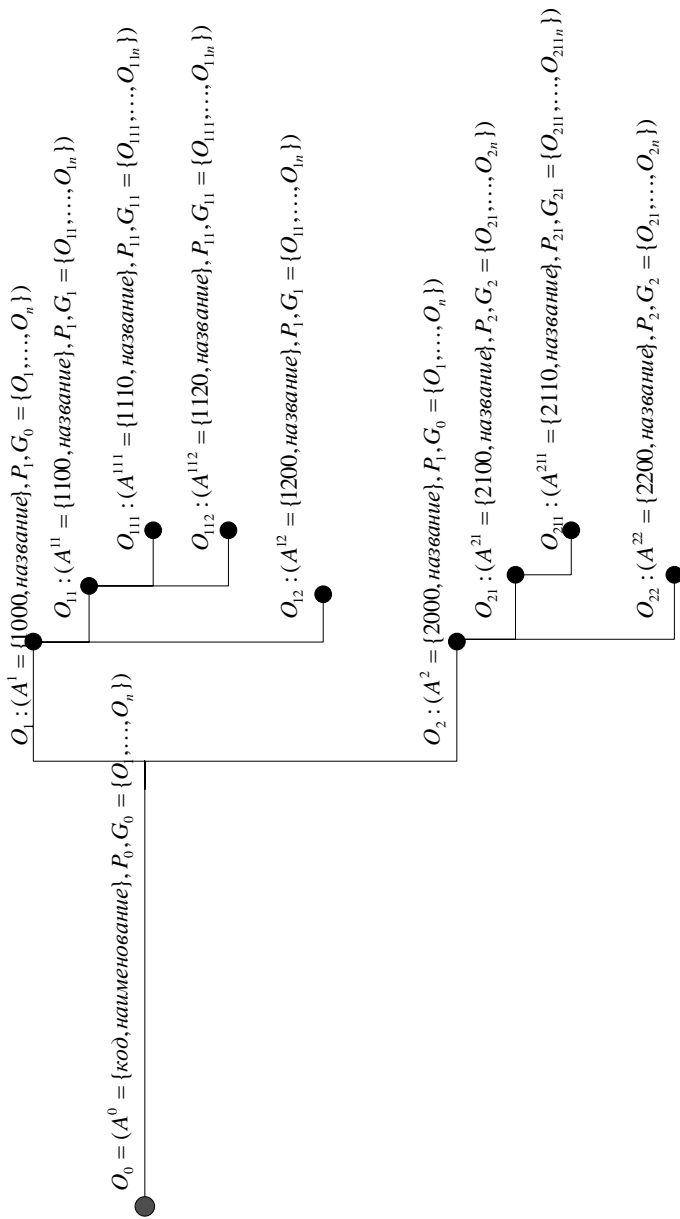 O_1 : (A^1 = {1000, название}, P_1, G_0 = {O_1,…, O_n})
O_11 : (A^11 = {1100, название}, P_1, G_1 = {O_11,…, O_1n})
O_111 : (A^111 = {1110, название}, P_11, G_11 = {O_111,…, O_11n})
O_112 : (A^112 = {1120, название}, P_11, G_11 = {O_111,…, O_11n})
O_12 : (A^12 = {1200, название}, P_1, G_1 = {O_11,…, O_1n})
O_0 = (A^0 = {код, наименование}, P_0, G_0 = {O_1,…, O_n})
O_2 : (A^2 = {2000, название}, P_1, G_0 = {O_1,…, O_n})
O_21 : (A^21 = {2100, название}, P_2, G_2 = {O_21,…, O_2n})
O_211 : (A^211 = {2110, название}, P_21, G_21 = {O_211,…, O_211n})
O_22 : (A^22 = {2200, название}, P_2, G_2 = {O_21,…, O_2n})